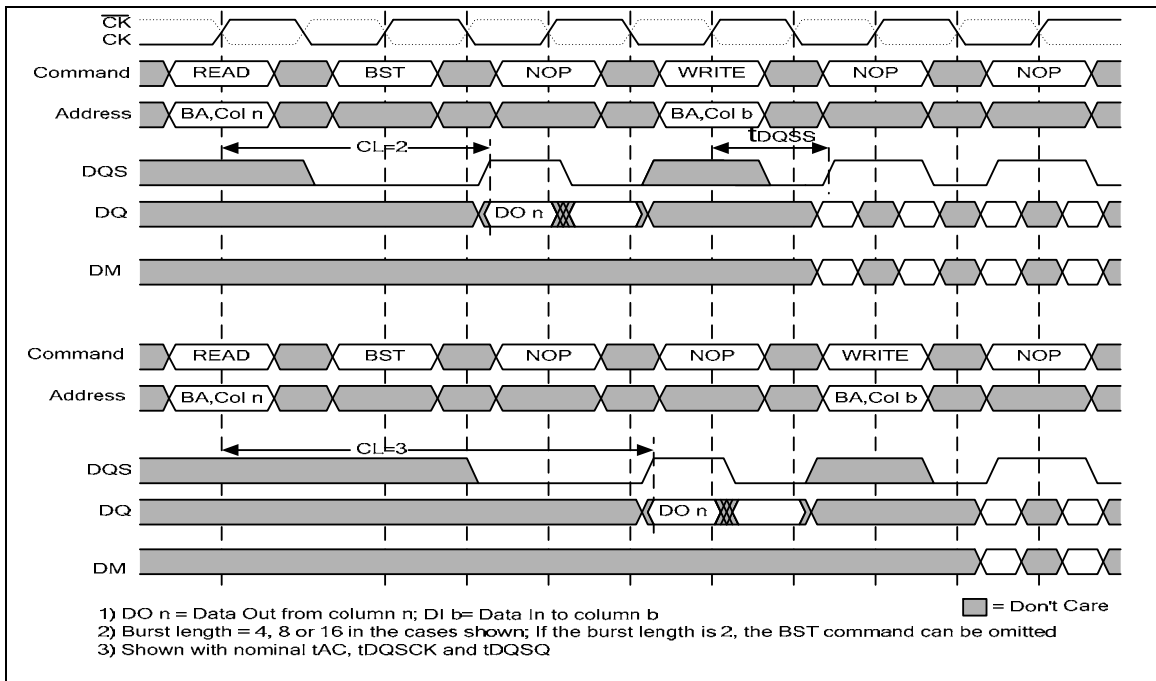 CK
CK
Command READ BST NOP WRITE NOP NOP
Address BA,Col n BA,Col b
CL=2 tDQSS
DQS
DQ DO n
DM
Command READ BST NOP NOP WRITE NOP
Address BA,Col n BA,Col b
CL=3
DQS
DQ DO n
DM
1) DO n = Data Out from column n; DI b= Data In to column b
= Don't Care
2) Burst length = 4, 8 or 16 in the cases shown; If the burst length is 2, the BST command can be omitted
3) Shown with nominal tAC, tDQSCK and tDQSQ